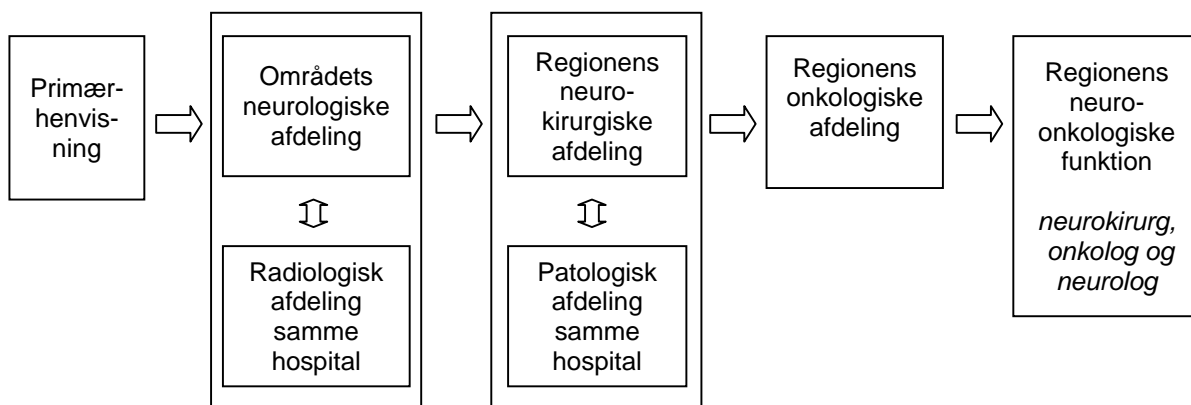 Primær-
henvis-
ning
Områdets
neurologiske
afdeling
Radiologisk
afdeling
samme
hospital
Regionens
neuro-
kirurgiske
afdeling
Patologisk
afdeling
samme
hospital
Regionens
onkologiske
afdeling
Regionens
neuro-
onkologiske
funktion
neurokirurg,
onkolog og
neurolog